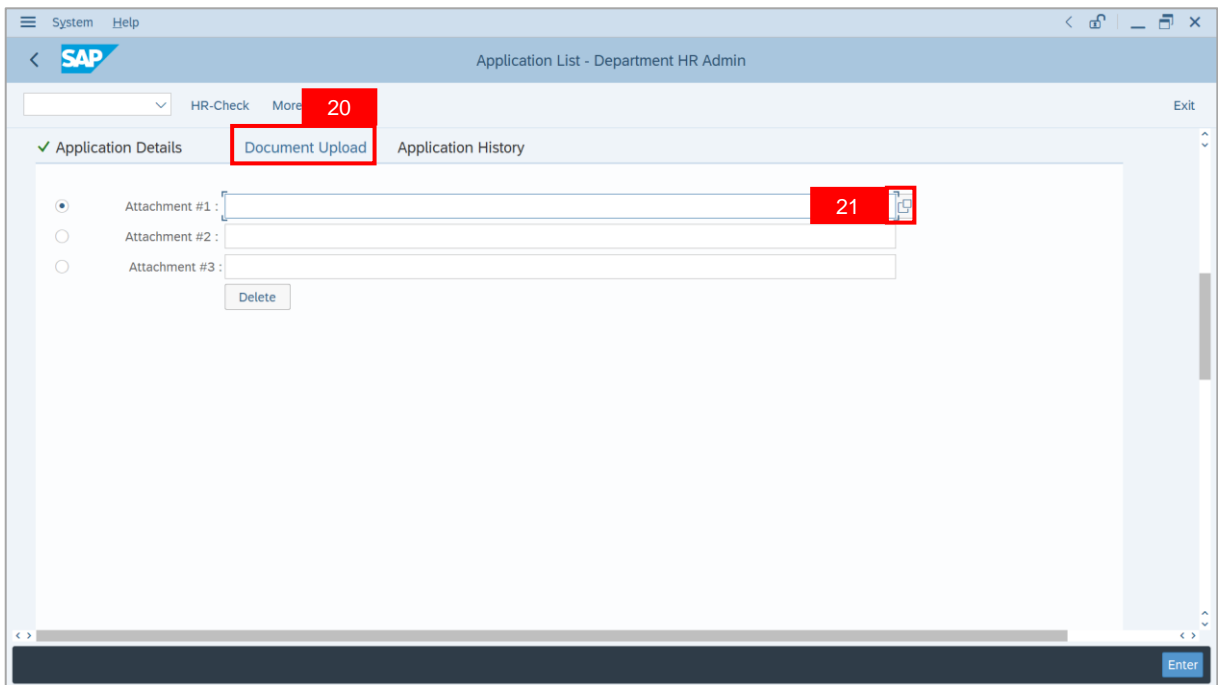 System Help
SAP Application List - Department HR Admin
HR-Check More 20 Exit
Application Details Document Upload Application History
Attachment #1 : 21
Attachment #2 :
Attachment #3 :
Delete
Enter